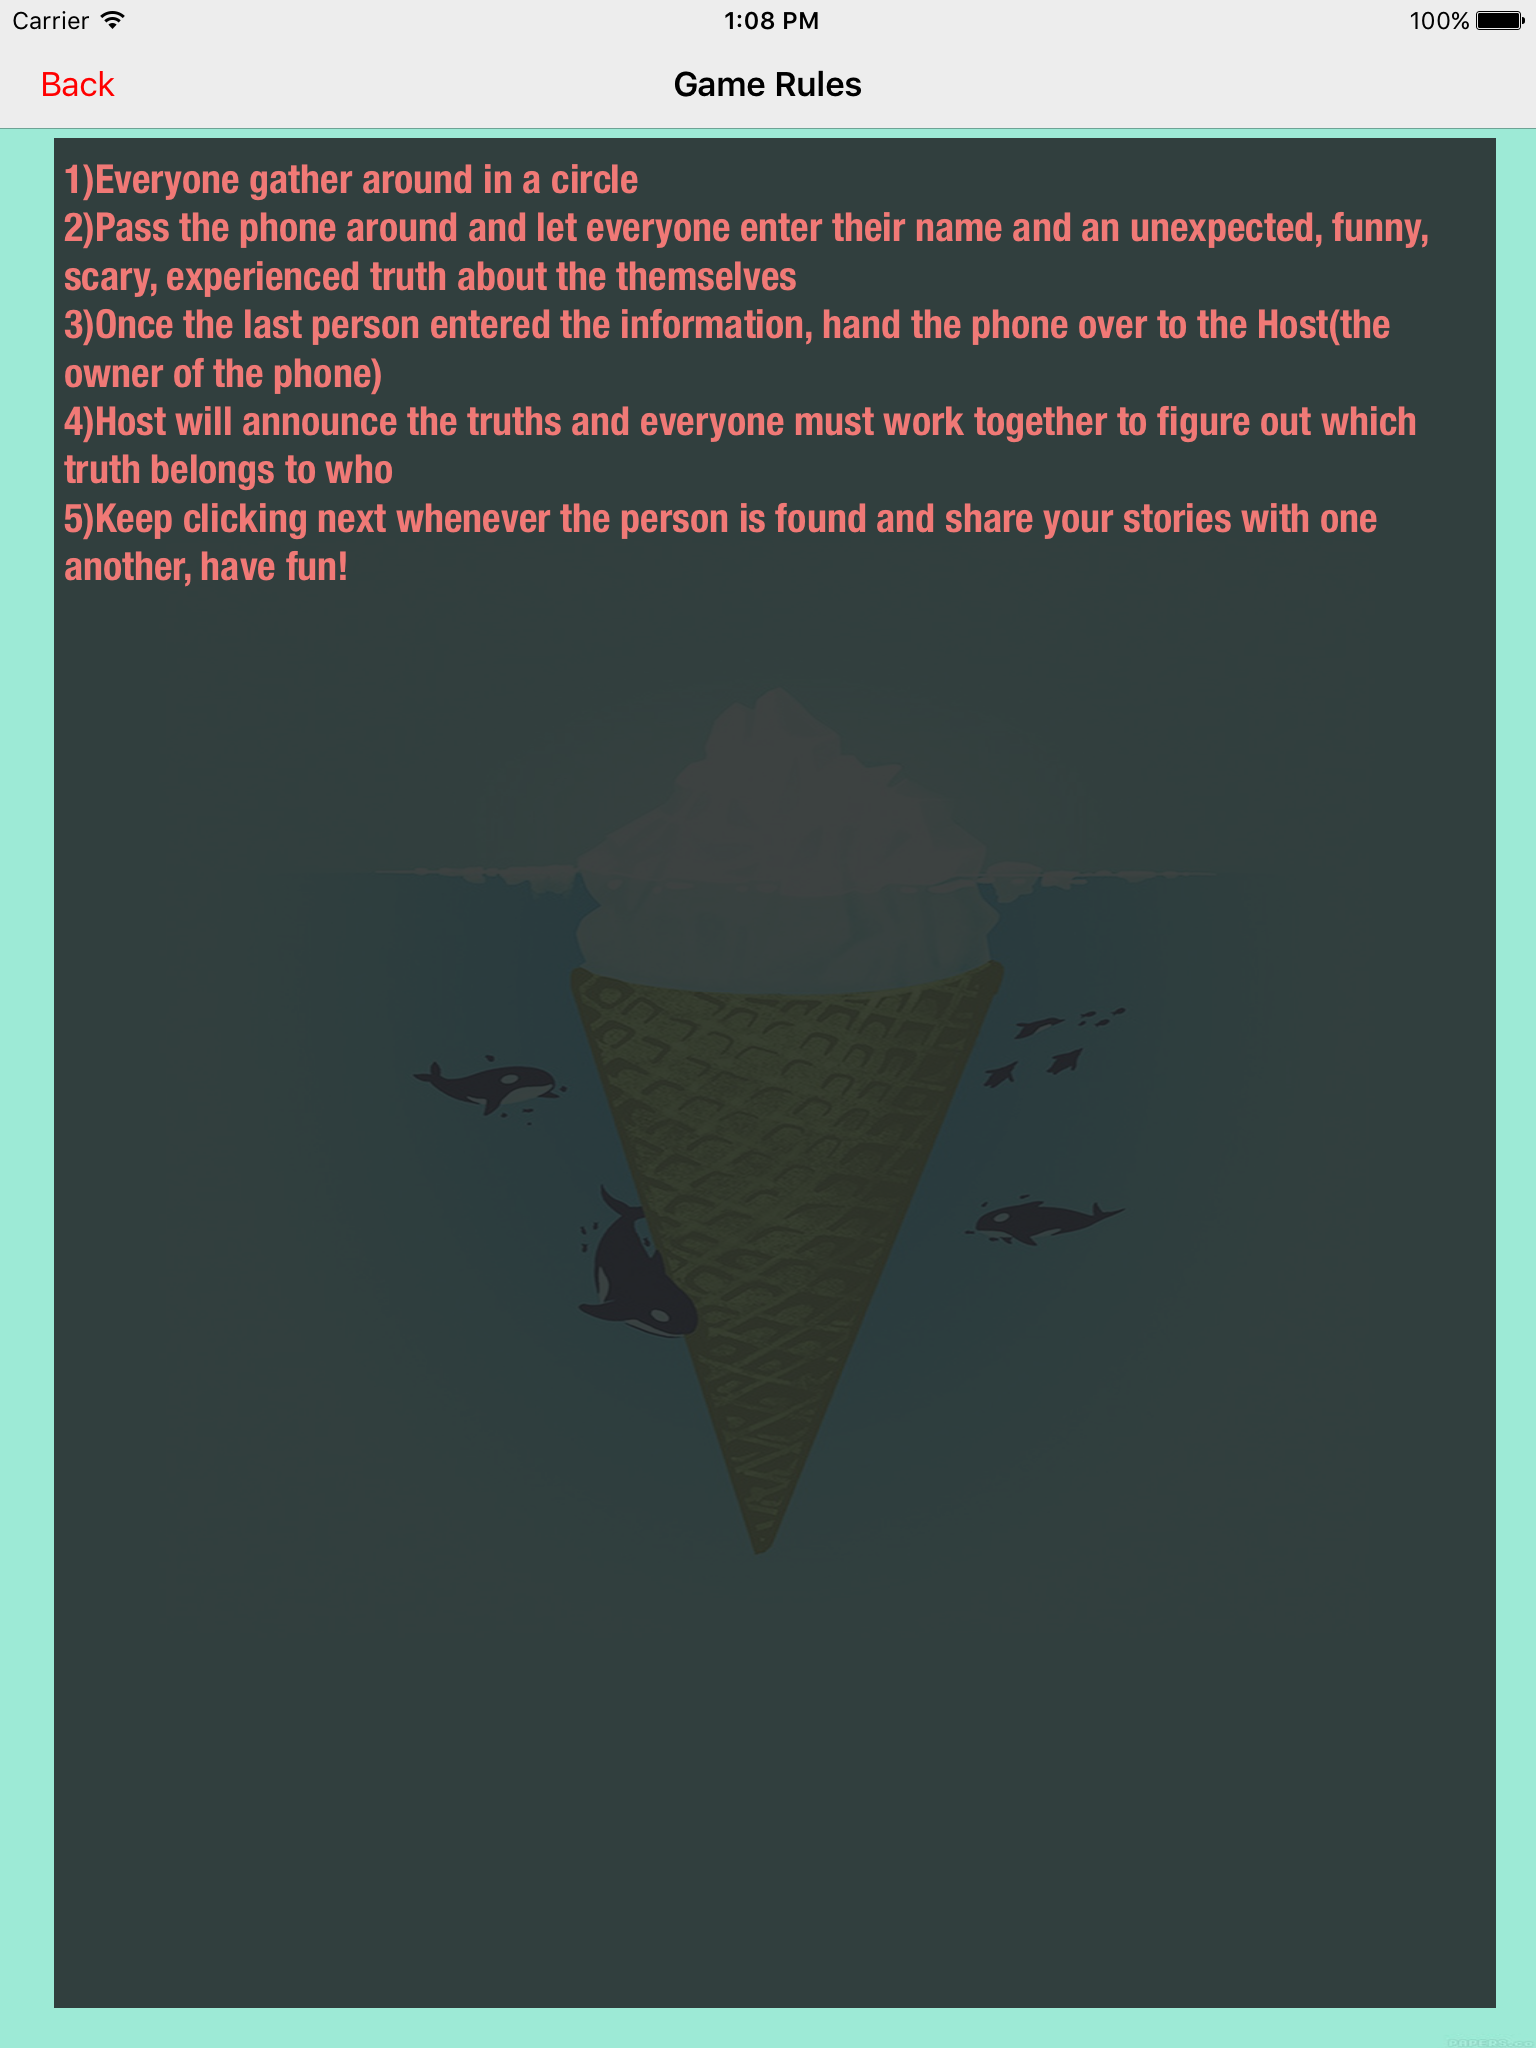 Carrier 1:08 PM 100%
Back Game Rules
1)Everyone gather around in a circle
2)Pass the phone around and let everyone enter their name and an unexpected, funny,
scary, experienced truth about the themselves
3)Once the last person entered the information, hand the phone over to the Host(the
owner of the phone)
4)Host will announce the truths and everyone must work together to figure out which
truth belongs to who
5)Keep clicking next whenever the person is found and share your stories with one
another, have fun!